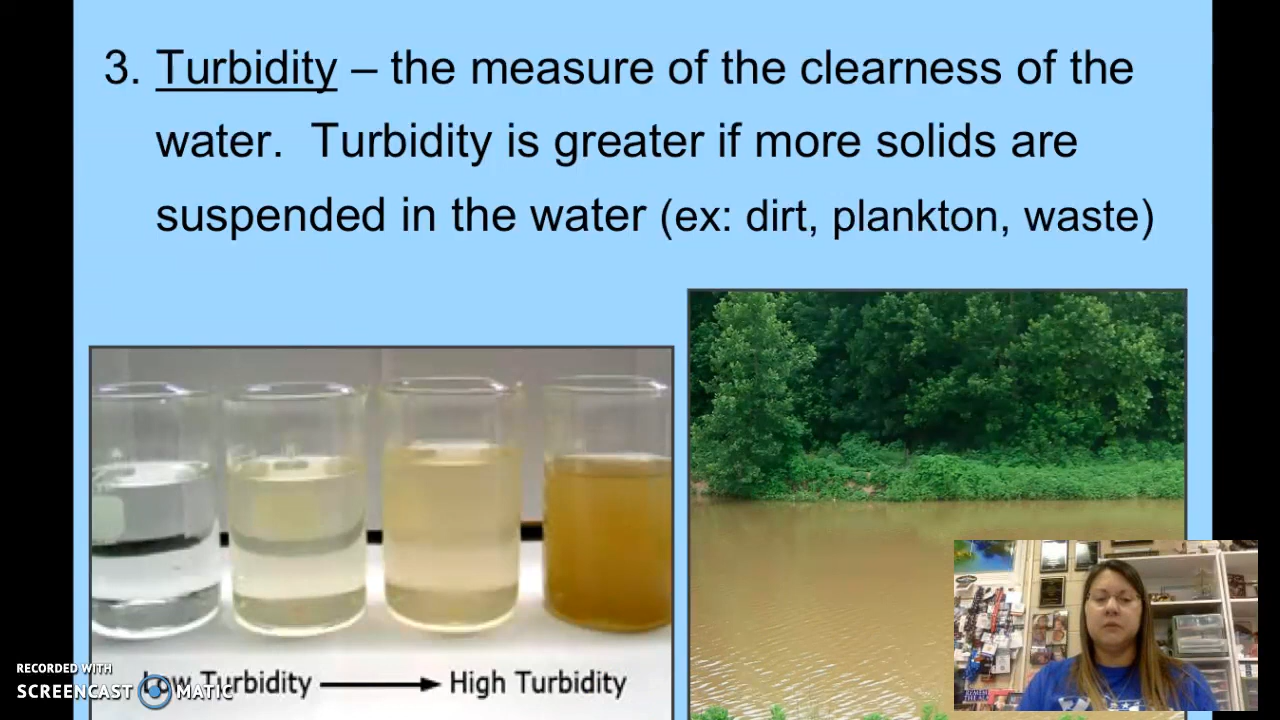 3. Turbidity – the measure of the clearness of the
water. Turbidity is greater if more solids are
suspended in the water (ex: dirt, plankton, waste)
RECORDED WITH
SCREENCAST MATIC
Low Turbidity High Turbidity